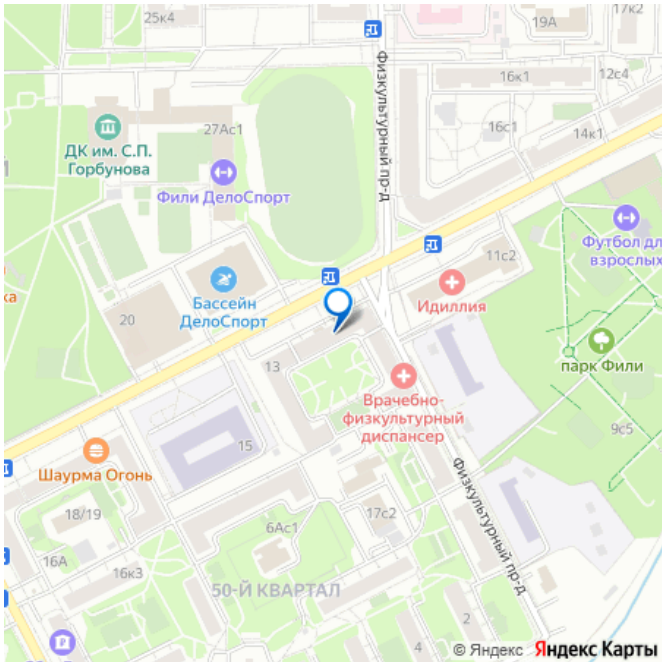 25к4
17к2
19А
Физкультурный пр-д
16к1
12с4
27Ас1
16с1
14к1
ДК им. С.П.
Горбунова
Фили ДелоСпорт
Футбол дл
взрослых
11с2
ка
Бассейн
ДелоСпорт
Идиллия
20
парк Фили
13
Врачебно-
физкультурный
диспансер
9с5
15
Шаурма Огонь
Физкультурный пр-д
18/19
17с2
6Ас1
16А
16к3
50-Й КВАРТАЛ
2
4
© Яндекс Яндекс Карты